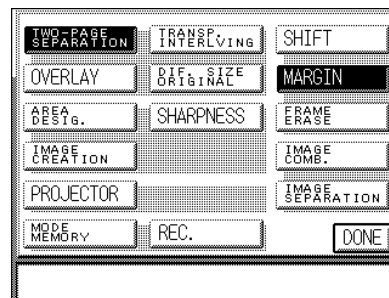 TWO-PAGE
SEPARATION
TRANSP.
INTERLVING
SHIFT
OVERLAY
DIF. SIZE
ORIGINAL
MARGIN
AREA
DESIG.
SHARPNESS
FRAME
ERASE
IMAGE
CREATION
IMAGE
COMB.
PROJECTOR
IMAGE
SEPARATION
MODE
MEMORY
REC.
DONE